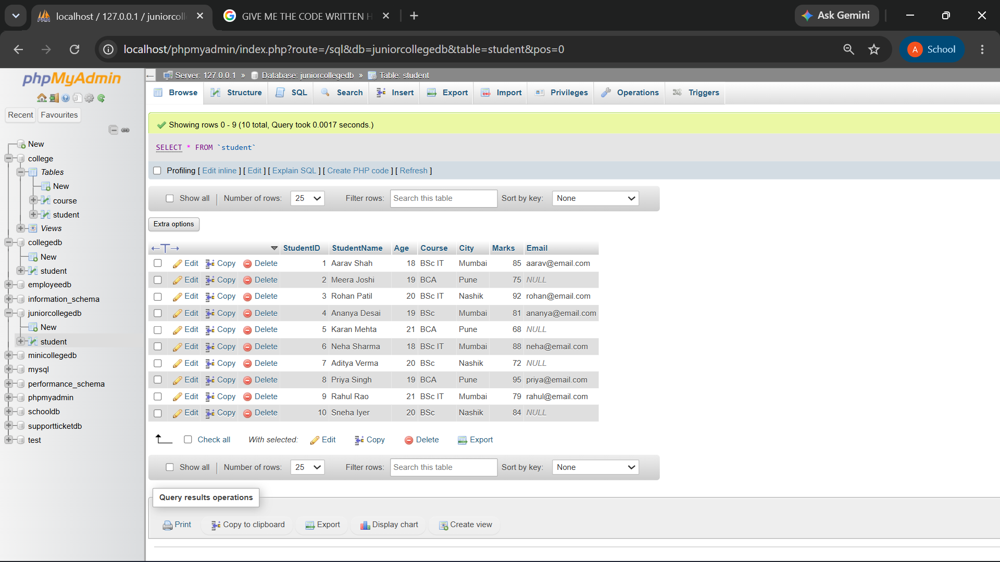 localhost / 127.0.0.1 / juniorcoll
GIVE ME THE CODE WRITTEN H
Ask Gemini
localhost/phpmyadmin/index.php?route=/sql&db=juniorcollegedb&table=student&pos=0
A School
phpMyAdmin
Recent Favourites
New
college
Tables
New
course
student
Views
collegedb
New
student
employeedb
information_schema
juniorcollegedb
New
student
minicollegedb
mysql
performance_schema
phpmyadmin
schooldb
supportticketdb
test
Server: 127.0.0.1 » Database: juniorcollegedb » Table: student
Browse Structure SQL Search Insert Export Import Privileges Operations Triggers
Showing rows 0 - 9 (10 total, Query took 0.0017 seconds.)
SELECT * FROM `student`
Profiling [ Edit inline ] [ Edit ] [ Explain SQL ] [ Create PHP code ] [ Refresh ]
Show all Number of rows: 25 Filter rows: Search this table Sort by key: None
Extra options
StudentID StudentName Age Course City Marks Email
Edit Copy Delete 1 Aarav Shah 18 BSc IT Mumbai 85 aarav@email.com
Edit Copy Delete 2 Meera Joshi 19 BCA Pune 75 NULL
Edit Copy Delete 3 Rohan Patil 20 BSc IT Nashik 92 rohan@email.com
Edit Copy Delete 4 Ananya Desai 19 BSc Mumbai 81 ananya@email.com
Edit Copy Delete 5 Karan Mehta 21 BCA Pune 68 NULL
Edit Copy Delete 6 Neha Sharma 18 BSc IT Mumbai 88 neha@email.com
Edit Copy Delete 7 Aditya Verma 20 BSc Nashik 72 NULL
Edit Copy Delete 8 Priya Singh 19 BCA Pune 95 priya@email.com
Edit Copy Delete 9 Rahul Rao 21 BSc IT Mumbai 79 rahul@email.com
Edit Copy Delete 10 Sneha Iyer 20 BSc Nashik 84 NULL
Check all With selected: Edit Copy Delete Export
Show all Number of rows: 25 Filter rows: Search this table Sort by key: None
Query results operations
Print Copy to clipboard Export Display chart Create view